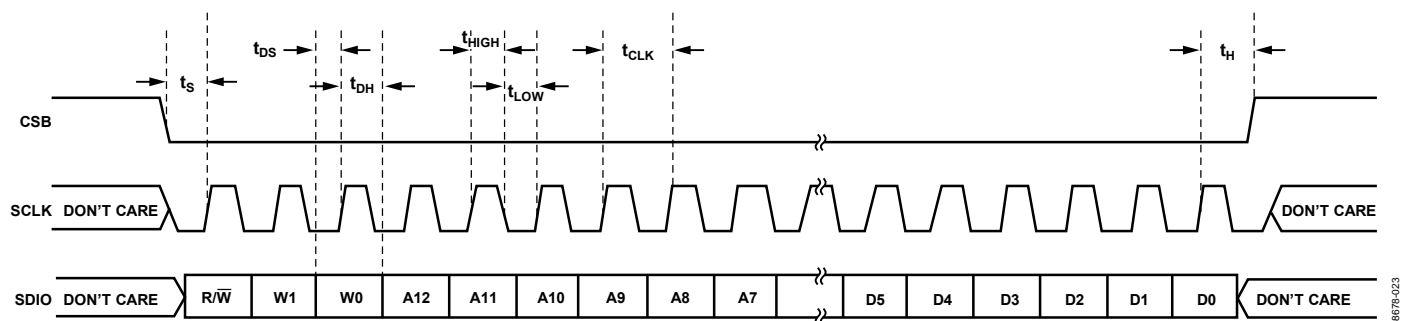 tDS
tHIGH
tCLK
tH
tS
tDH
tLOW
CSB
SCLK DON'T CARE
DON'T CARE
SDIO DON'T CARE R/W̅ W1 W0 A12 A11 A10 A9 A8 A7 D5 D4 D3 D2 D1 D0 DON'T CARE
8678-023